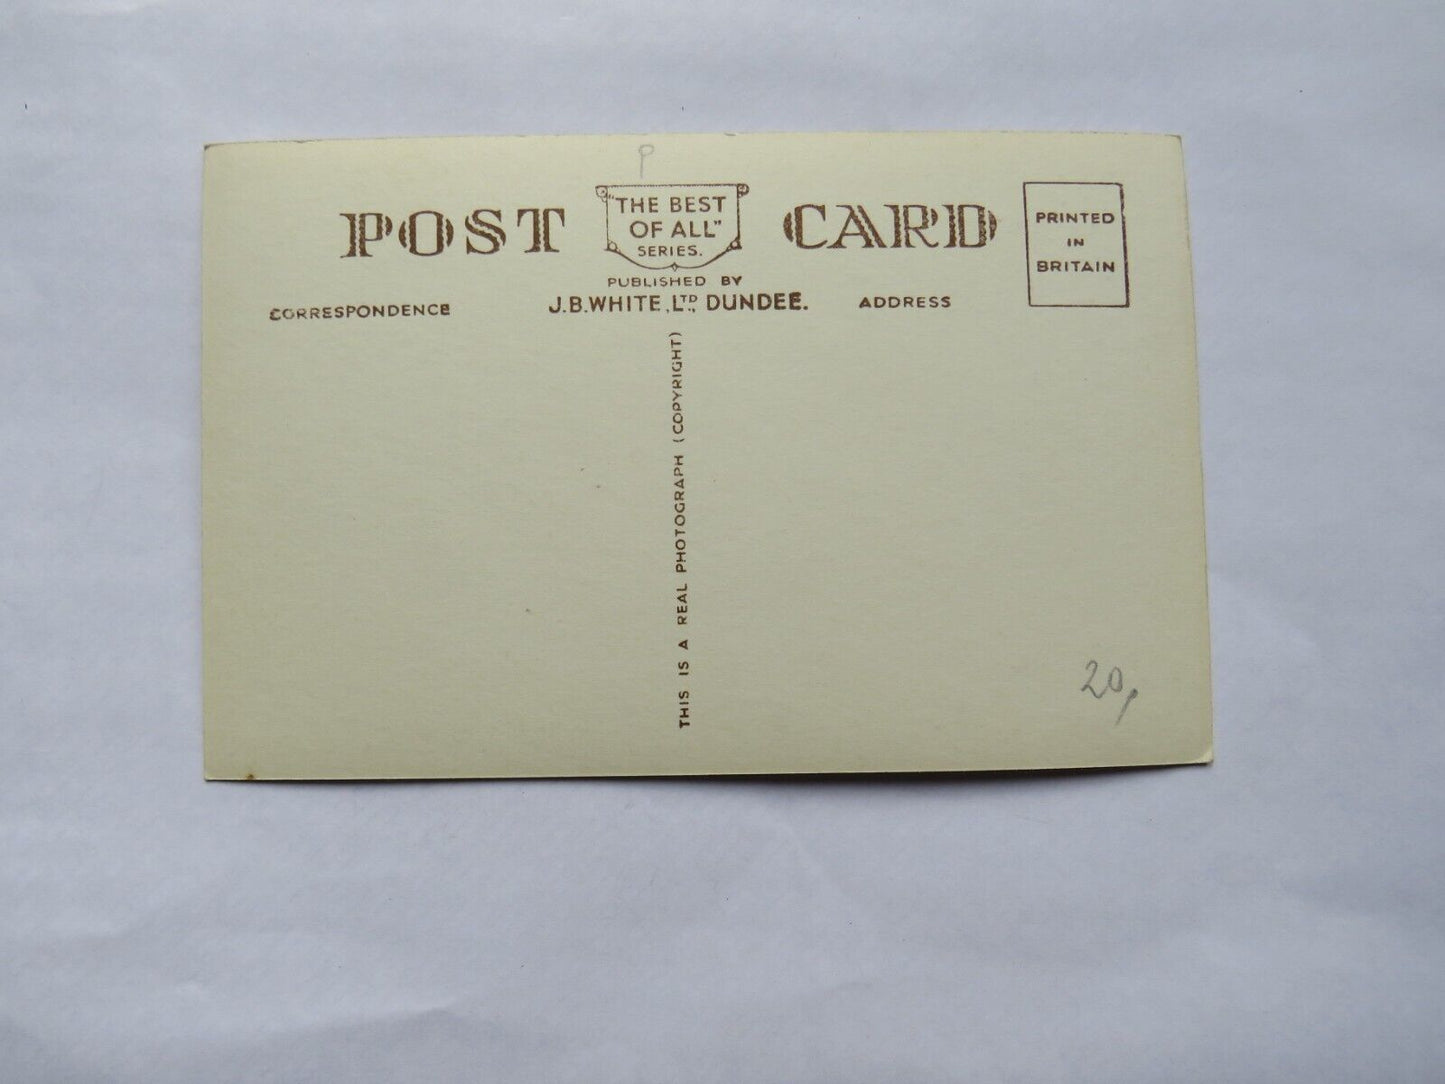 P
POST CARD
"THE BEST
OF ALL"
SERIES.
PUBLISHED BY
J.B.WHITE, LTD., DUNDEE.
CORRESPONDENCE
ADDRESS
PRINTED
IN
BRITAIN
THIS IS A REAL PHOTOGRAPH (COPYRIGHT)
20p